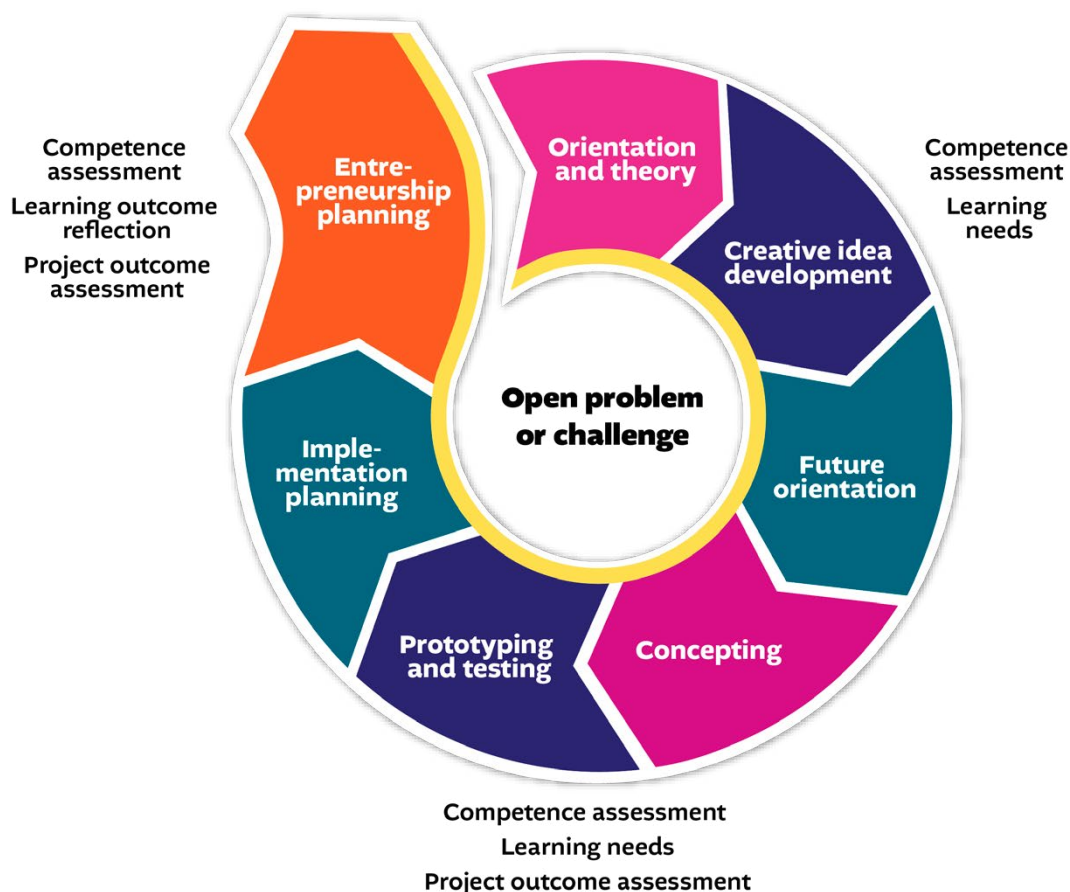 Orientation
and theory
Creative idea
development
Future
orientation
Concepting
Prototyping
and testing
Imple-
mentation
planning
Entre-
preneurship
planning
Open problem
or challenge
Competence
assessment
Learning
needs
Competence assessment
Learning needs
Project outcome assessment
Competence
assessment
Learning outcome
reflection
Project outcome
assessment